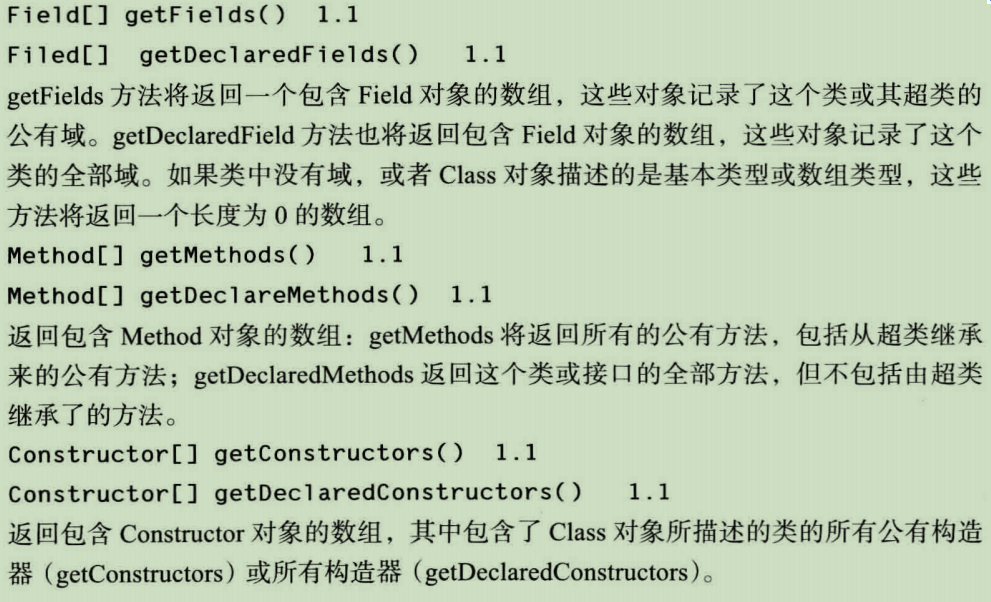 Field[] getFields() 1.1
Filed[] getDeclaredFields() 1.1
getFields 方法将返回一个包含 Field 对象的数组，这些对象记录了这个类或其超类的
公有域。getDeclaredField 方法也将返回包含 Field 对象的数组，这些对象记录了这个
类的全部域。如果类中没有域，或者 Class 对象描述的是基本类型或数组类型，这些
方法将返回一个长度为 0 的数组。
Method[] getMethods() 1.1
Method[] getDeclareMethods() 1.1
返回包含 Method 对象的数组：getMethods 将返回所有的公有方法，包括从超类继承
来的公有方法；getDeclaredMethods 返回这个类或接口的全部方法，但不包括由超类
继承了的方法。
Constructor[] getConstructors() 1.1
Constructor[] getDeclaredConstructors() 1.1
返回包含 Constructor 对象的数组，其中包含了 Class 对象所描述的类的所有公有构造
器（getConstructors）或所有构造器（getDeclaredConstructors）。